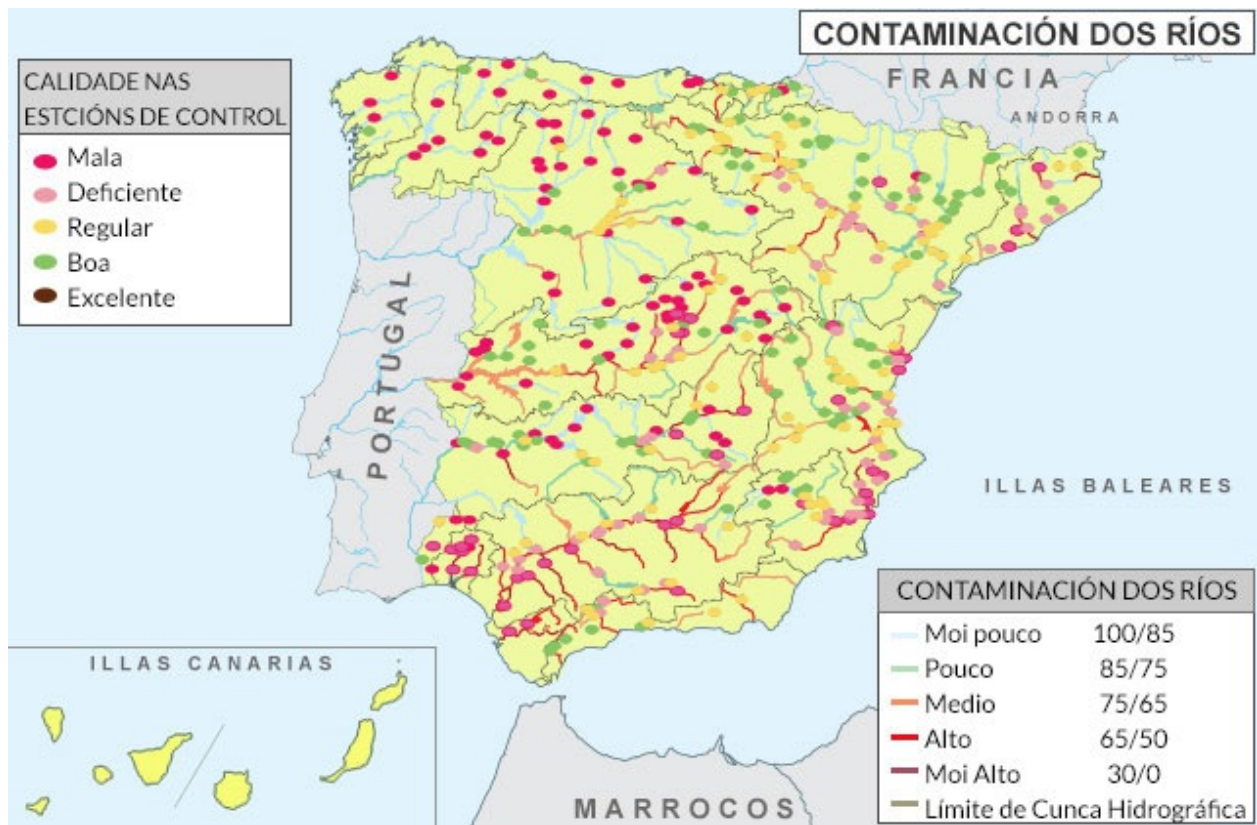 CONTAMINACIÓN DOS RÍOS
FRANCIA
ANDORRA
CALIDADE NAS
ESTCIÓNS DE CONTROL
Mala
Deficiente
Regular
Boa
Excelente
PORTUGAL
ILLAS BALEARES
ILLAS CANARIAS
MARROCOS
CONTAMINACIÓN DOS RÍOS
Moi pouco 100/85
Pouco 85/75
Medio 75/65
Alto 65/50
Moi Alto 30/0
Límite de Cunca Hidrográfica